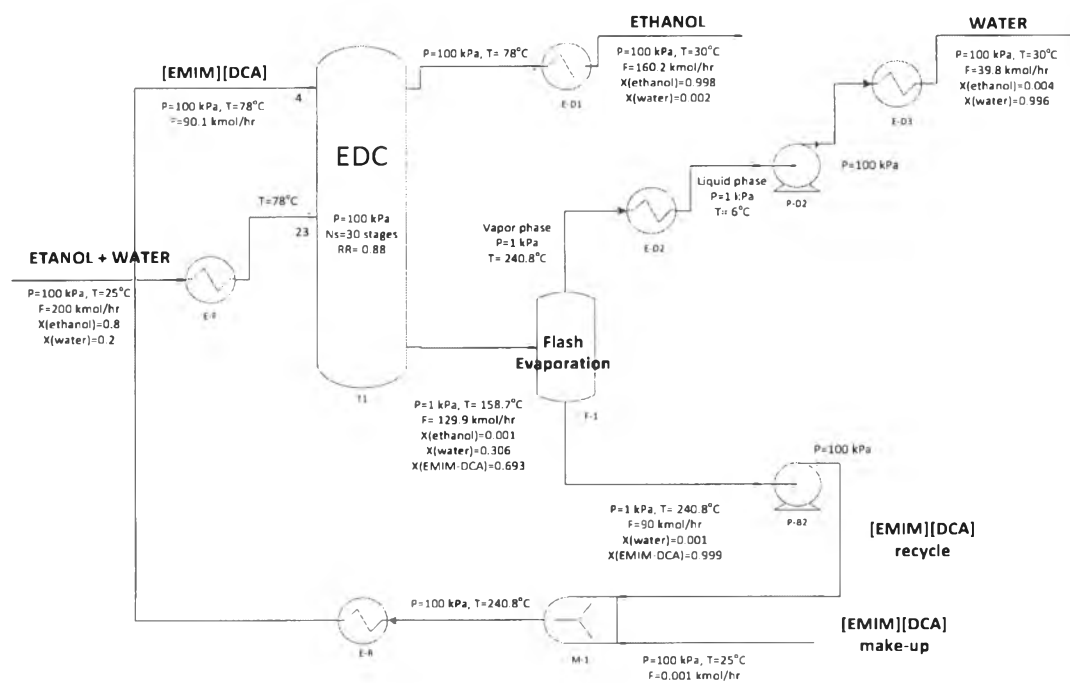 ETHANOL
P=100 kPa, T=30°C
F=160.2 kmol/hr
X(ethanol)=0.998
X(water)=0.002
WATER
P=100 kPa, T=30°C
F=39.8 kmol/hr
X(ethanol)=0.004
X(water)=0.996
P=100 kPa, T= 78°C
E-D1
E-D3
[EMIM][DCA]
P=100 kPa, T=78°C
=90.1 kmol/hr
4
EDC
P=100 kPa
Ns=30 stages
RR= 0.88
T=78°C
23
T1
P=100 kPa
P-D2
Liquid phase
P=1 kPa
T= 6°C
E-D2
Vapor phase
P=1 kPa
T= 240.8°C
ETANOL + WATER
P=100 kPa, T=25°C
F=200 kmol/hr
X(ethanol)=0.8
X(water)=0.2
E-F
Flash
Evaporation
F-1
P=1 kPa, T= 158.7°C
F= 129.9 kmol/hr
X(ethanol)=0.001
X(water)=0.306
X(EMIM-DCA)=0.693
P=100 kPa
P-B2
P=1 kPa, T= 240.8°C
F=90 kmol/hr
X(water)=0.001
X(EMIM-DCA)=0.999
[EMIM][DCA]
recycle
P=100 kPa, T=240.8°C
E-R
M-1
[EMIM][DCA]
make-up
P=100 kPa, T=25°C
F=0.001 kmol/hr